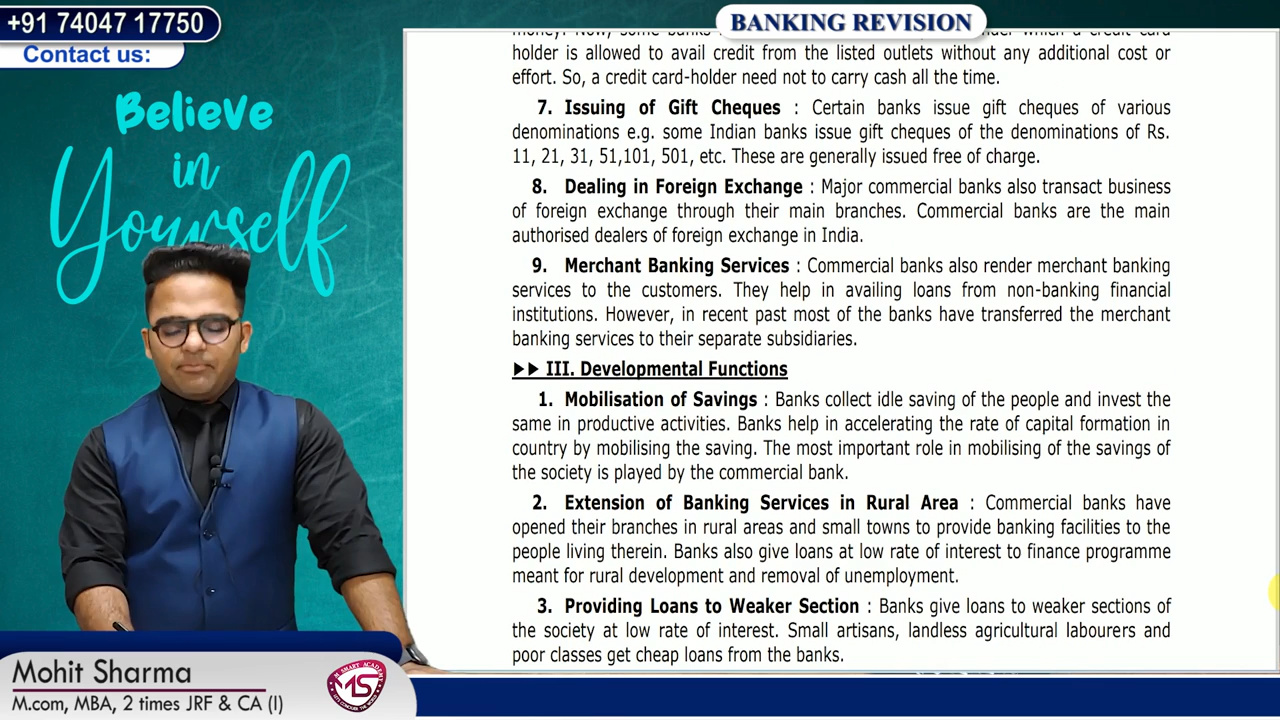 +91 74047 17750
Contact us:
BANKING REVISION
Believe
in
Yourself
holder is allowed to avail credit from the listed outlets without any additional cost or
effort. So, a credit card-holder need not to carry cash all the time.
7. Issuing of Gift Cheques : Certain banks issue gift cheques of various
denominations e.g. some Indian banks issue gift cheques of the denominations of Rs.
11, 21, 31, 51,101, 501, etc. These are generally issued free of charge.
8. Dealing in Foreign Exchange : Major commercial banks also transact business
of foreign exchange through their main branches. Commercial banks are the main
authorised dealers of foreign exchange in India.
9. Merchant Banking Services : Commercial banks also render merchant banking
services to the customers. They help in availing loans from non-banking financial
institutions. However, in recent past most of the banks have transferred the merchant
banking services to their separate subsidiaries.
▶▶ III. Developmental Functions
1. Mobilisation of Savings : Banks collect idle saving of the people and invest the
same in productive activities. Banks help in accelerating the rate of capital formation in
country by mobilising the saving. The most important role in mobilising of the savings of
the society is played by the commercial bank.
2. Extension of Banking Services in Rural Area : Commercial banks have
opened their branches in rural areas and small towns to provide banking facilities to the
people living therein. Banks also give loans at low rate of interest to finance programme
meant for rural development and removal of unemployment.
3. Providing Loans to Weaker Section : Banks give loans to weaker sections of
the society at low rate of interest. Small artisans, landless agricultural labourers and
poor classes get cheap loans from the banks.
Mohit Sharma
M.com, MBA, 2 times JRF & CA (I)
MS